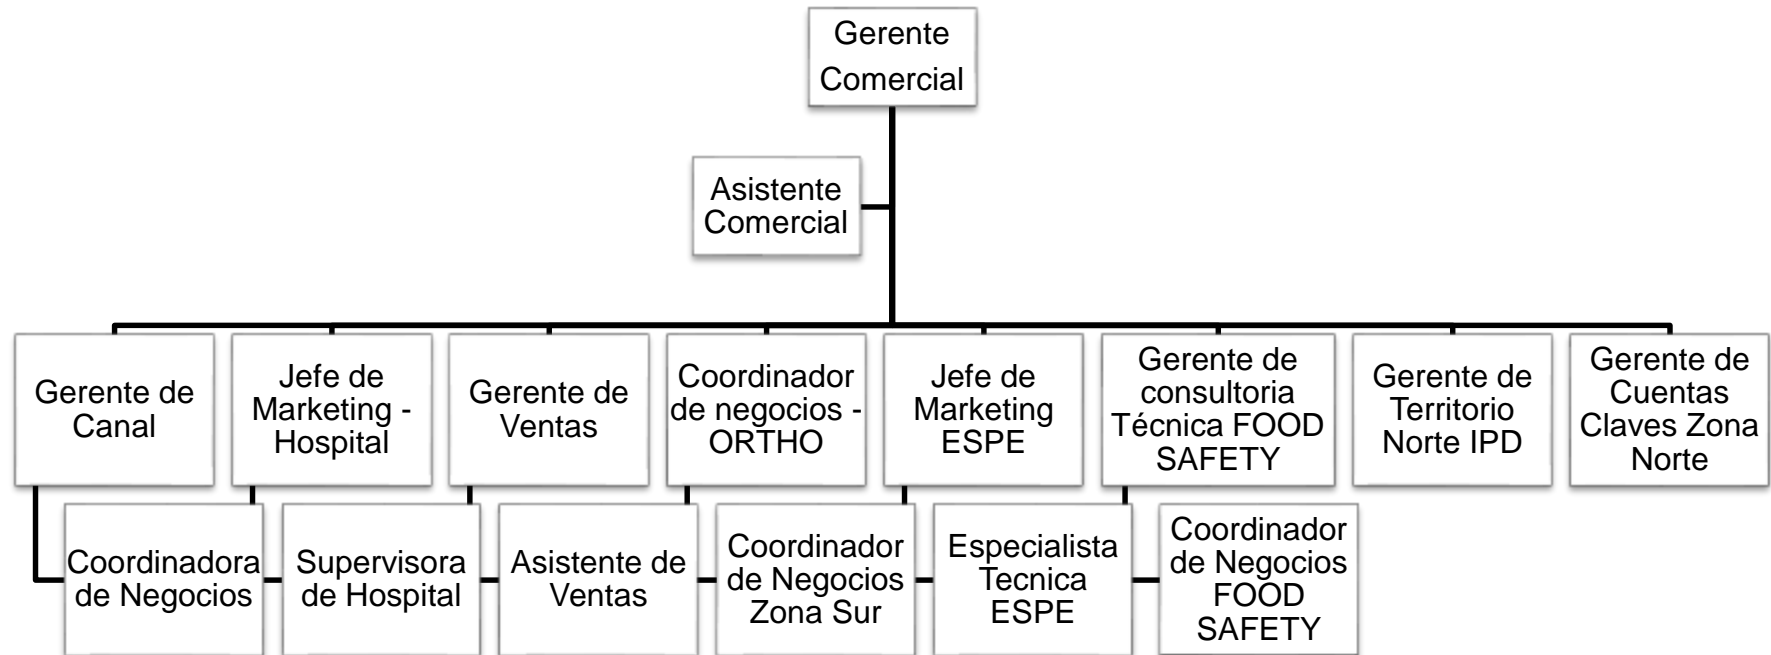 Gerente
Comercial
Asistente
Comercial
Gerente de
Canal
Jefe de
Marketing -
Hospital
Gerente de
Ventas
Coordinador
de negocios -
ORTHO
Jefe de
Marketing
ESPE
Gerente de
consultoria
Técnica FOOD
SAFETY
Gerente de
Territorio
Norte IPD
Gerente de
Cuentas
Claves Zona
Norte
Coordinadora
de Negocios
Supervisora
de Hospital
Asistente de
Ventas
Coordinador
de Negocios
Zona Sur
Especialista
Tecnica
ESPE
Coordinador
de Negocios
FOOD
SAFETY